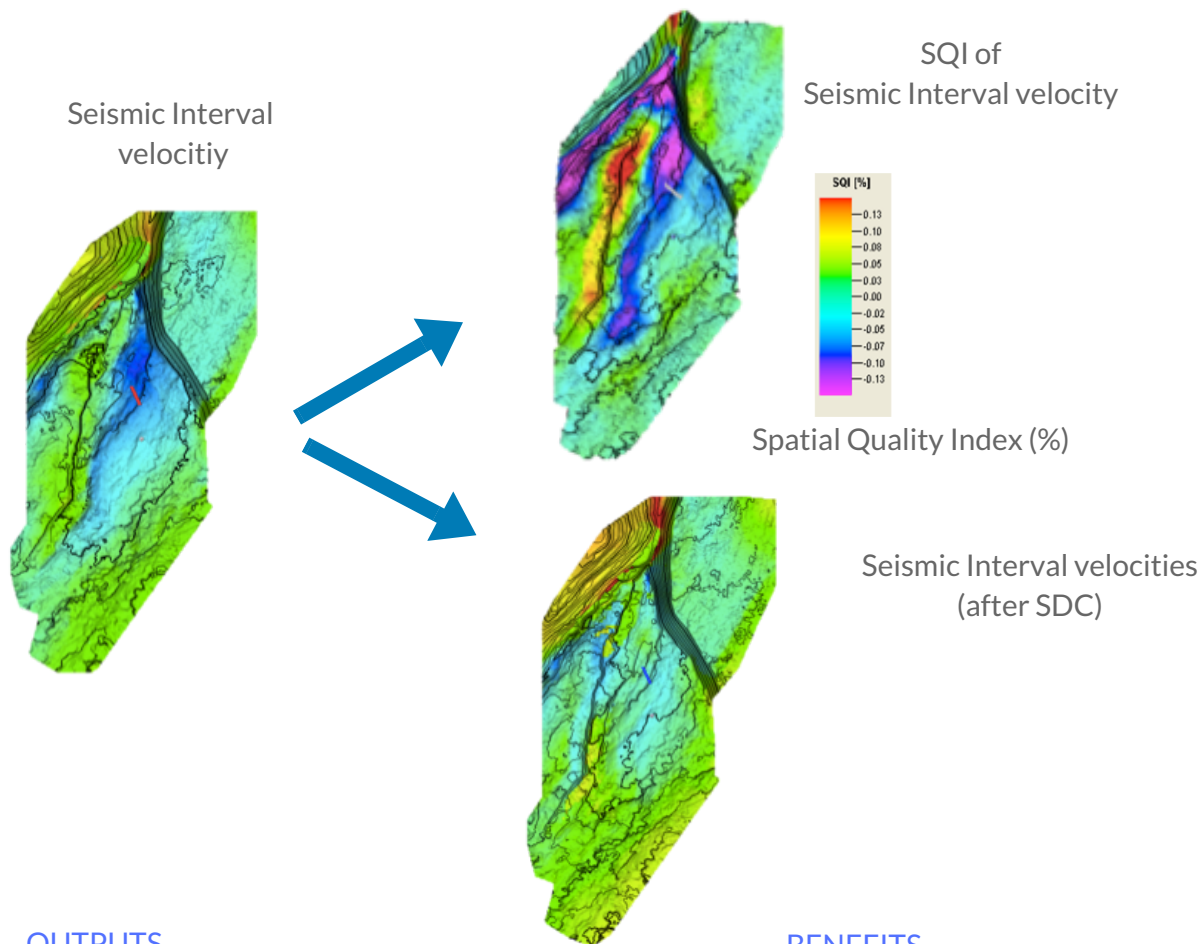 SQI of
Seismic Interval velocity
Seismic Interval
velocitiy
SQI [%]
0.13
0.10
0.08
0.05
0.03
0.00
-0.02
-0.05
-0.07
-0.10
-0.13
Spatial Quality Index (%)
Seismic Interval velocities
(after SDC)
OUTPUTS
BENEFITS